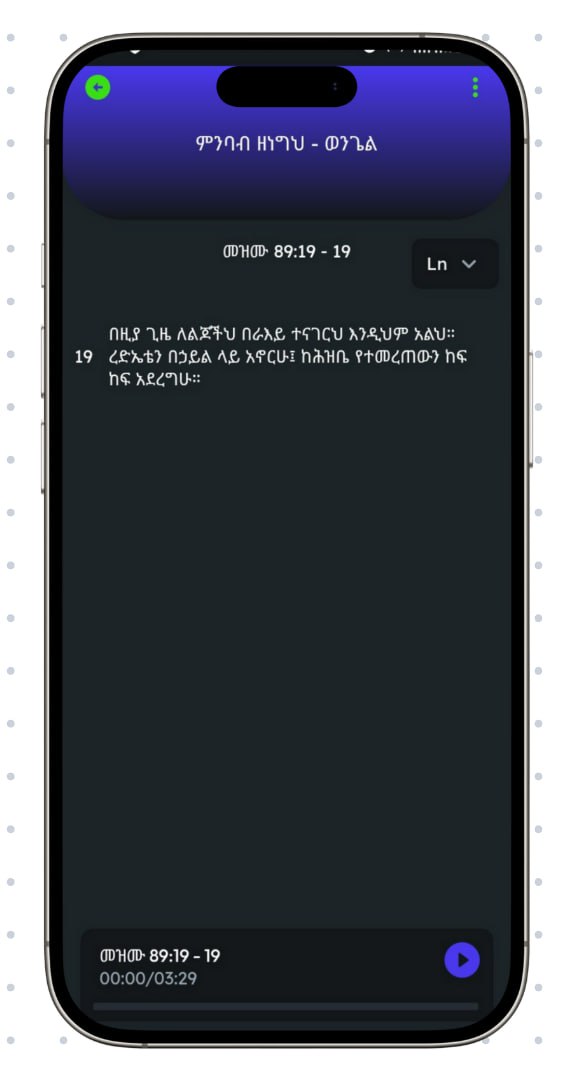 ምንባብ ዘነግህ - ወንጌል
መዝሙ 89:19 - 19
Ln
በዚያ ጊዜ ለልጆችህ በራእይ ተናገርህ እንዲህም አልህ።
19 ረድኤቴን በኃይል ላይ አኖርሁ፤ ከሕዝቤ የተመረጠውን ከፍ
ከፍ አደረግሁ።
መዝሙ 89:19 - 19
00:00/03:29